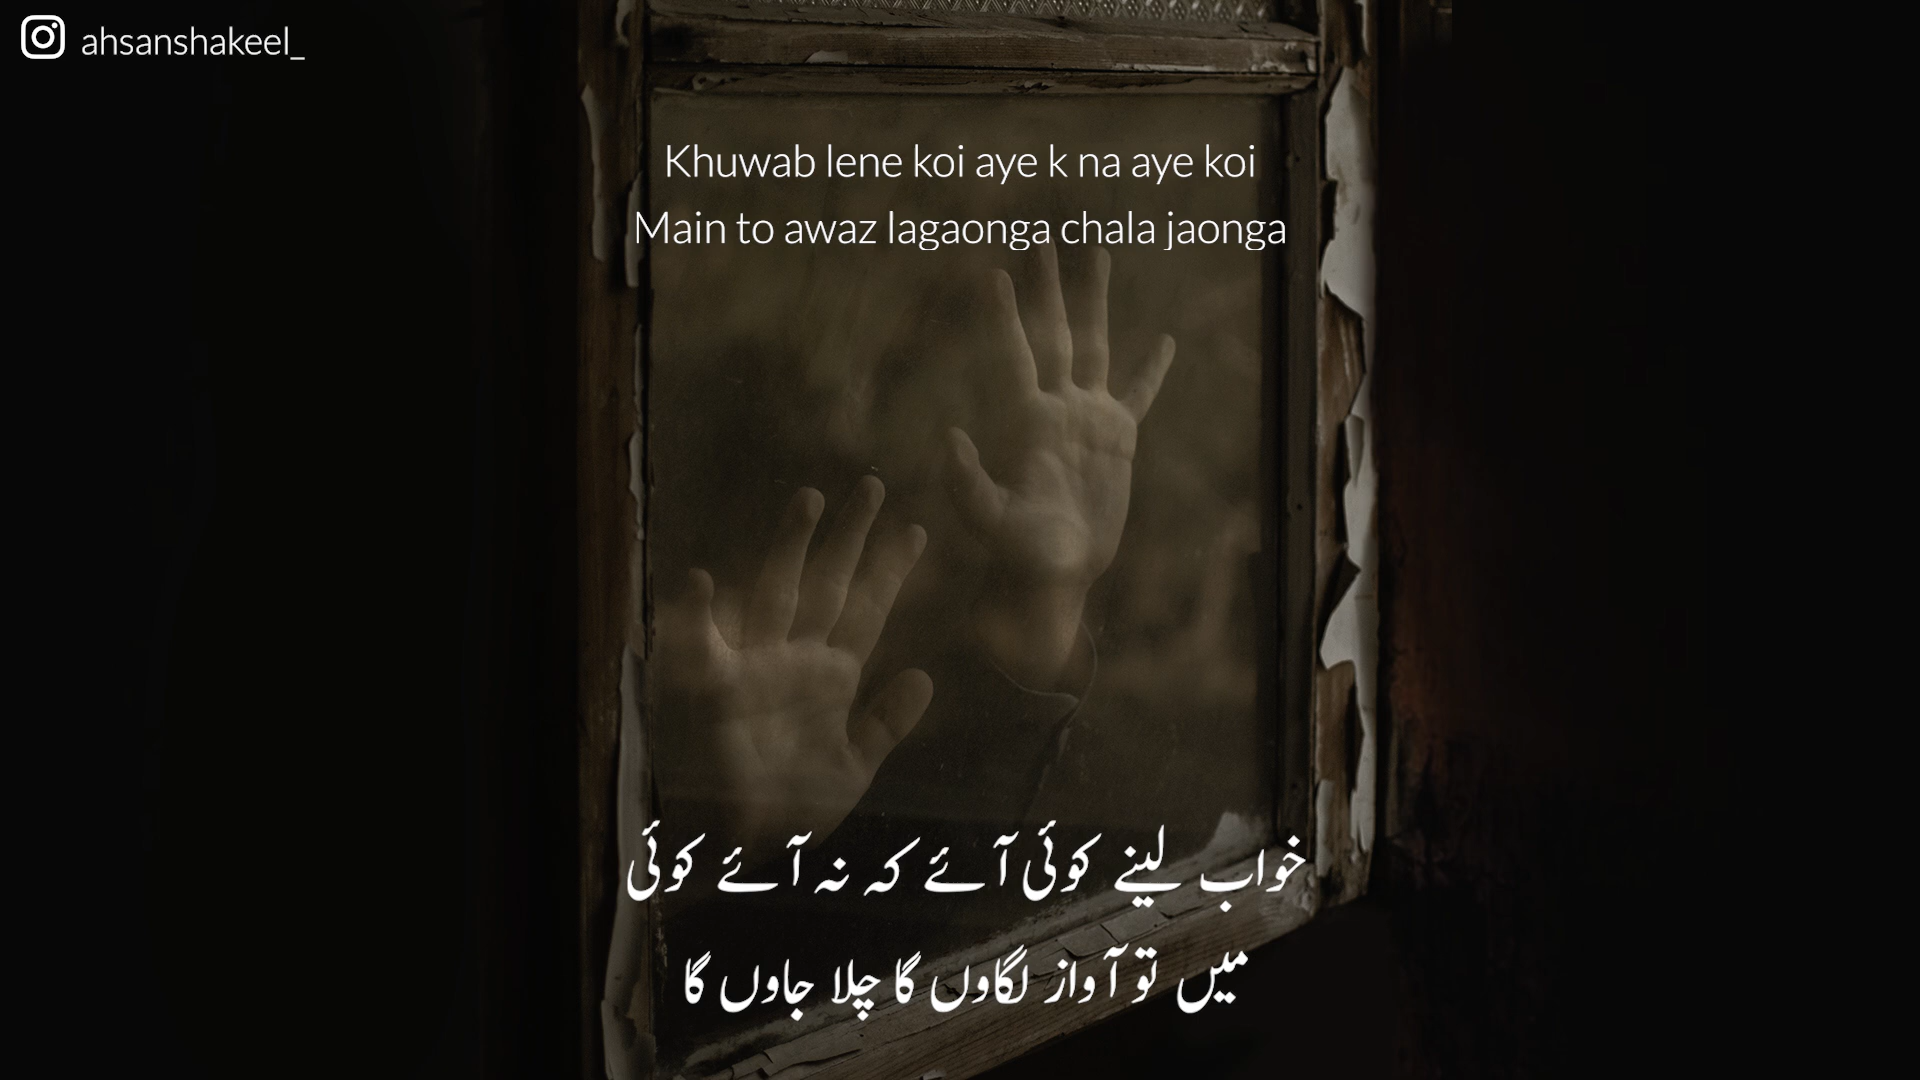 ahsanshakeel_
Khuwab lene koi aye k na aye koi
Main to awaz lagaonga chala jaonga
خواب لینے کوئی آئے کہ نہ آئے کوئی
میں تو آواز لگاوں گا چلا جاوں گا